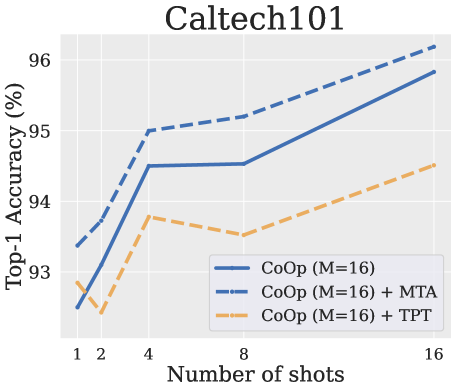 Caltech101
Top-1 Accuracy (%)
96
95
94
93
CoOp (M=16)
CoOp (M=16) + MTA
CoOp (M=16) + TPT
1 2 4 8 16
Number of shots